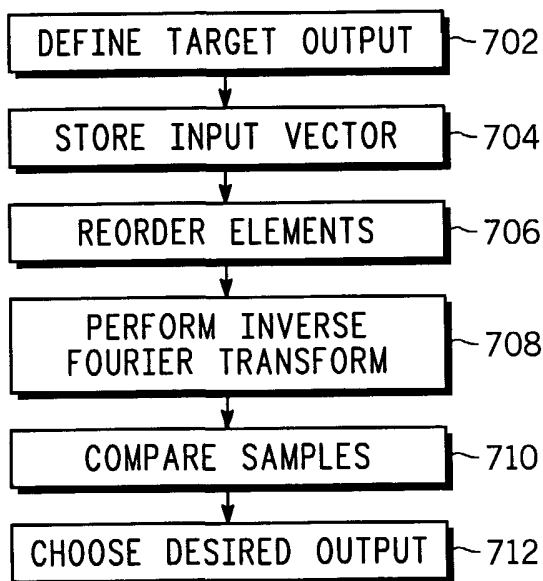 DEFINE TARGET OUTPUT 702
STORE INPUT VECTOR 704
REORDER ELEMENTS 706
PERFORM INVERSE
FOURIER TRANSFORM 708
COMPARE SAMPLES 710
CHOOSE DESIRED OUTPUT 712